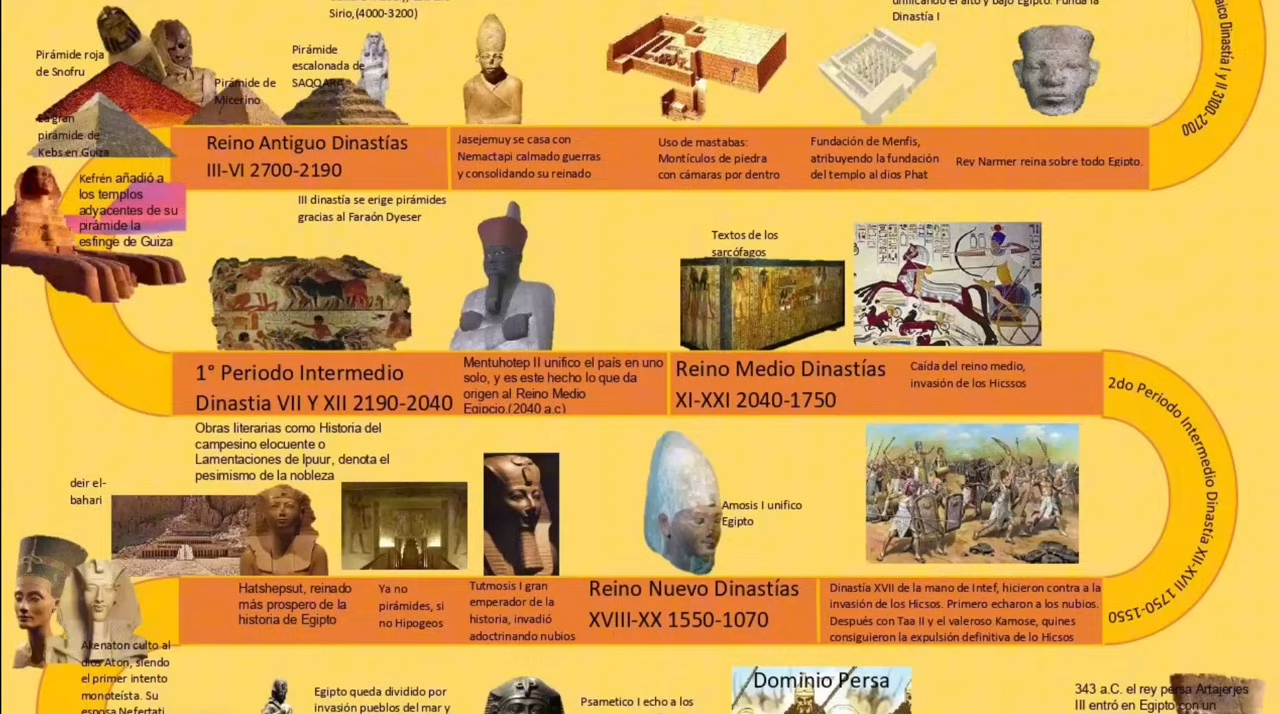 Sirio,(4000-3200)
unificando el alto y bajo Egipto. Funda la
Dinastía I
Dinastía I y II 3100-2700
Pirámide roja
de Snofru
Pirámide de
Micerino
Pirámide
escalonada de
SAQQARA
La gran
pirámide de
Kebs en Guiza
Reino Antiguo Dinastías
III-VI 2700-2190
Jasejemuy se casa con
Nemactapi calmado guerras
y consolidando su reinado
Uso de mastabas:
Montículos de piedra
con cámaras por dentro
Fundación de Menfis,
atribuyendo la fundación
del templo al dios Phat
Rey Narmer reina sobre todo Egipto.
Kefrén añadió a
los templos
adyacentes de su
pirámide la
esfinge de Guiza
III dinastía se erige pirámides
gracias al Faraón Dyeser
Textos de los
sarcófagos
1° Periodo Intermedio
Dinastia VII Y XII 2190-2040
Mentuhotep II unifico el país en uno
solo, y es este hecho lo que da
origen al Reino Medio
Egipcio.(2040 a.c)
Reino Medio Dinastías
XI-XXI 2040-1750
Caída del reino medio,
invasión de los Hicssos
2do Periodo Intermedio Dinastía XII-XVII 1750-1550
Obras literarias como Historia del
campesino elocuente o
Lamentaciones de Ipuur, denota el
pesimismo de la nobleza
deir el-
bahari
Amosis I unifico
Egipto
Hatshepsut, reinado
más prospero de la
historia de Egipto
Ya no
pirámides, si
no Hipogeos
Tutmosis I gran
emperador de la
historia, invadió
adoctrinando nubios
Reino Nuevo Dinastías
XVIII-XX 1550-1070
Dinastía XVII de la mano de Intef, hicieron contra a la
invasión de los Hicsos. Primero echaron a los nubios.
Después con Taa II y el valeroso Kamose, quines
consiguieron la expulsión definitiva de lo Hicsos
Akenaton culto al
dios Aton, siendo
el primer intento
monoteísta. Su
esposa Nefertati
Egipto queda dividido por
invasión pueblos del mar y
Psametico I echo a los
Dominio Persa
343 a.C. el rey persa Artajerjes
III entró en Egipto con un